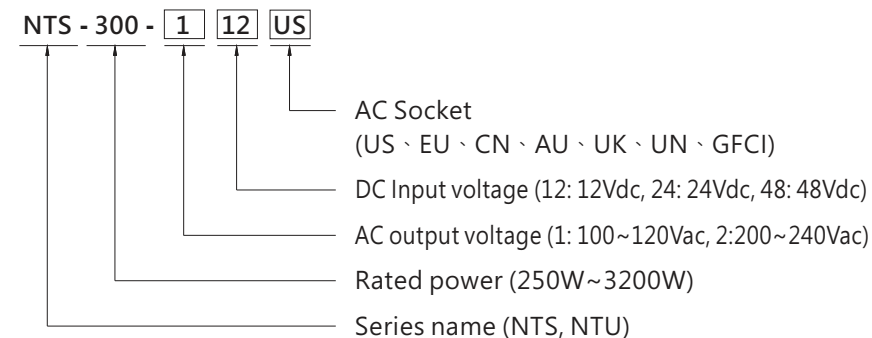 NTS - 300 - 1 12 US
AC Socket
(US、EU、CN、AU、UK、UN、GFCI)
DC Input voltage (12: 12Vdc, 24: 24Vdc, 48: 48Vdc)
AC output voltage (1: 100~120Vac, 2:200~240Vac)
Rated power (250W~3200W)
Series name (NTS, NTU)